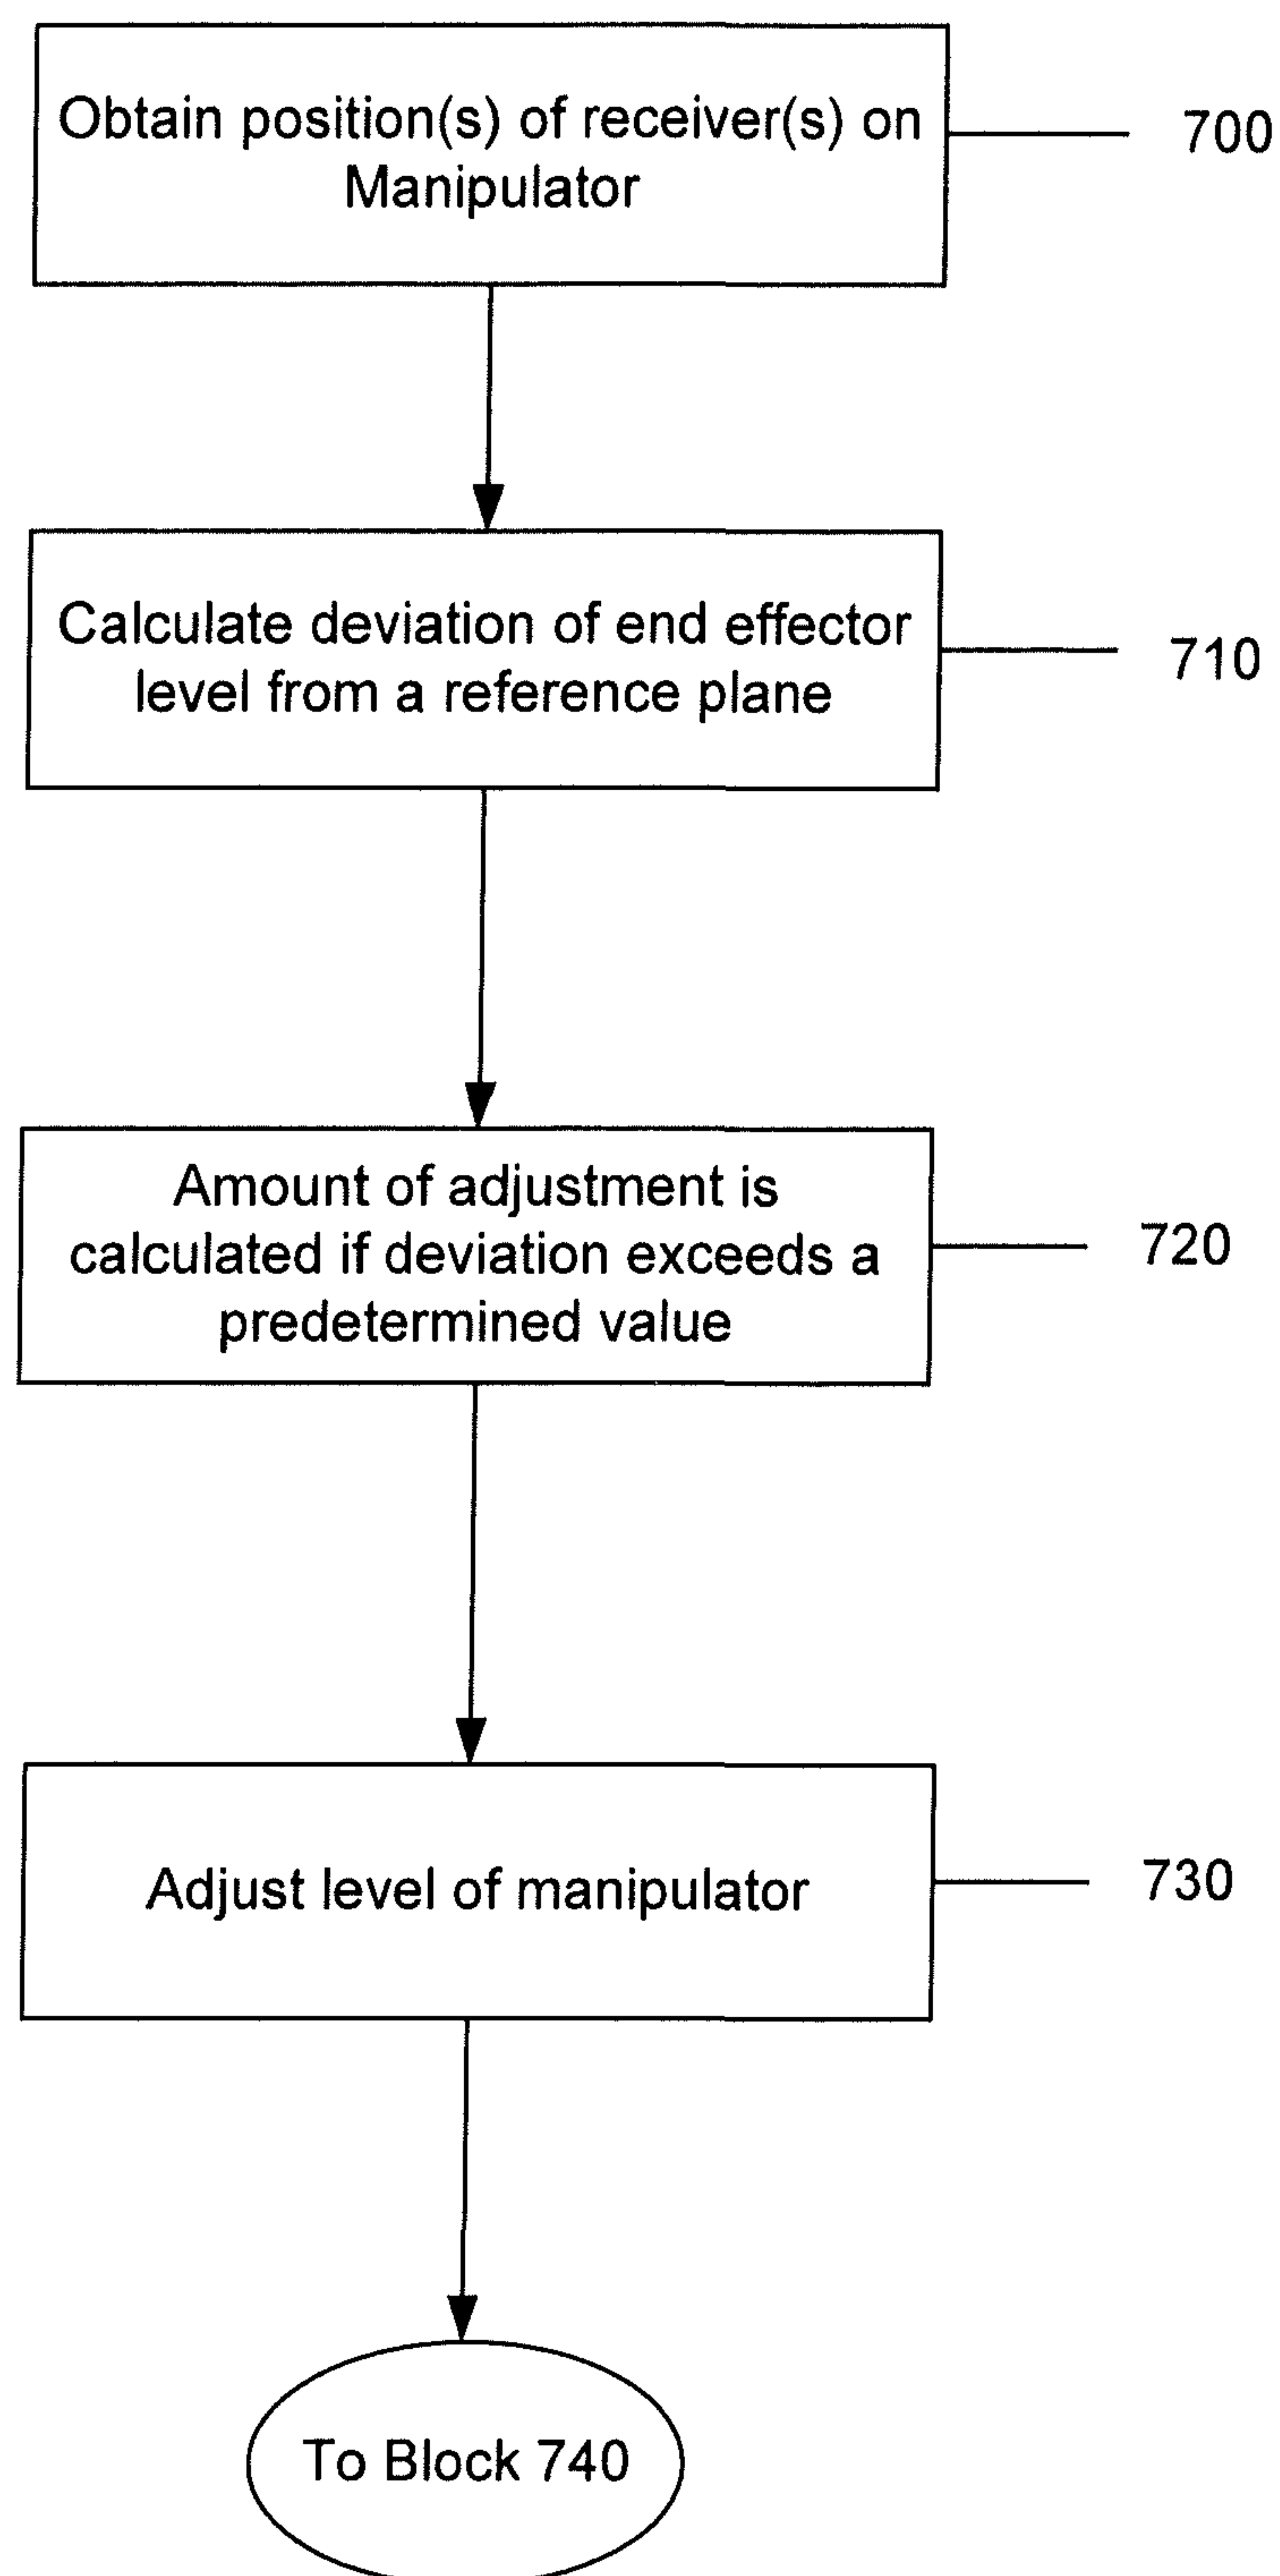 Obtain position(s) of receiver(s) on
Manipulator
700
Calculate deviation of end effector
level from a reference plane
710
Amount of adjustment is
calculated if deviation exceeds a
predetermined value
720
Adjust level of manipulator
730
To Block 740